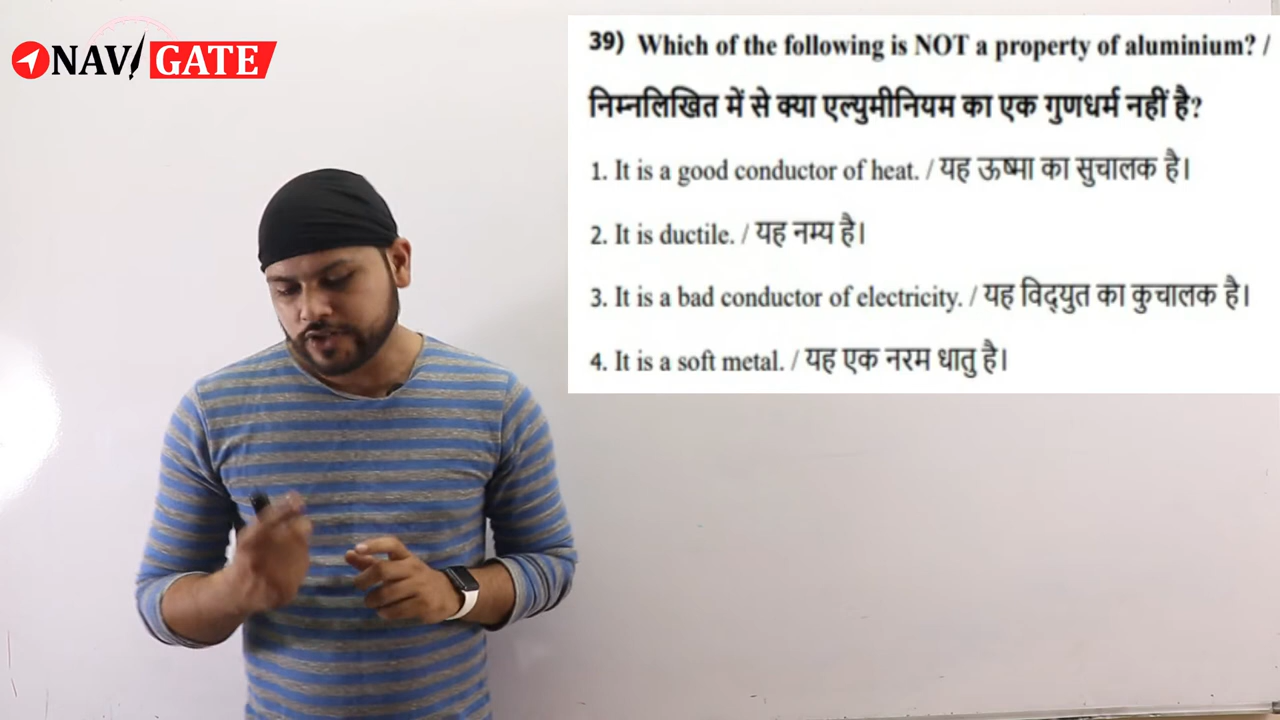 NAVIGATE
39) Which of the following is NOT a property of aluminium? /
निम्नलिखित में से क्या एल्युमीनियम का एक गुणधर्म नहीं है?
1. It is a good conductor of heat. / यह ऊष्मा का सुचालक है।
2. It is ductile. / यह नम्य है।
3. It is a bad conductor of electricity. / यह विद्युत का कुचालक है।
4. It is a soft metal. / यह एक नरम धातु है।